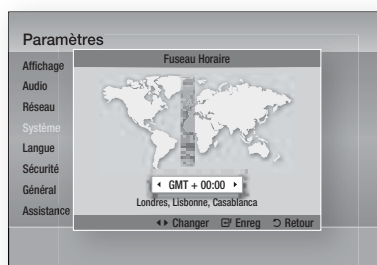 Paramètres
Fuseau Horaire
Affichage
Audio
Réseau
Système
Langue
Sécurité
Général
Assistance
GMT + 00:00
Londres, Lisbonne, Casablanca
Changer Enreg Retour